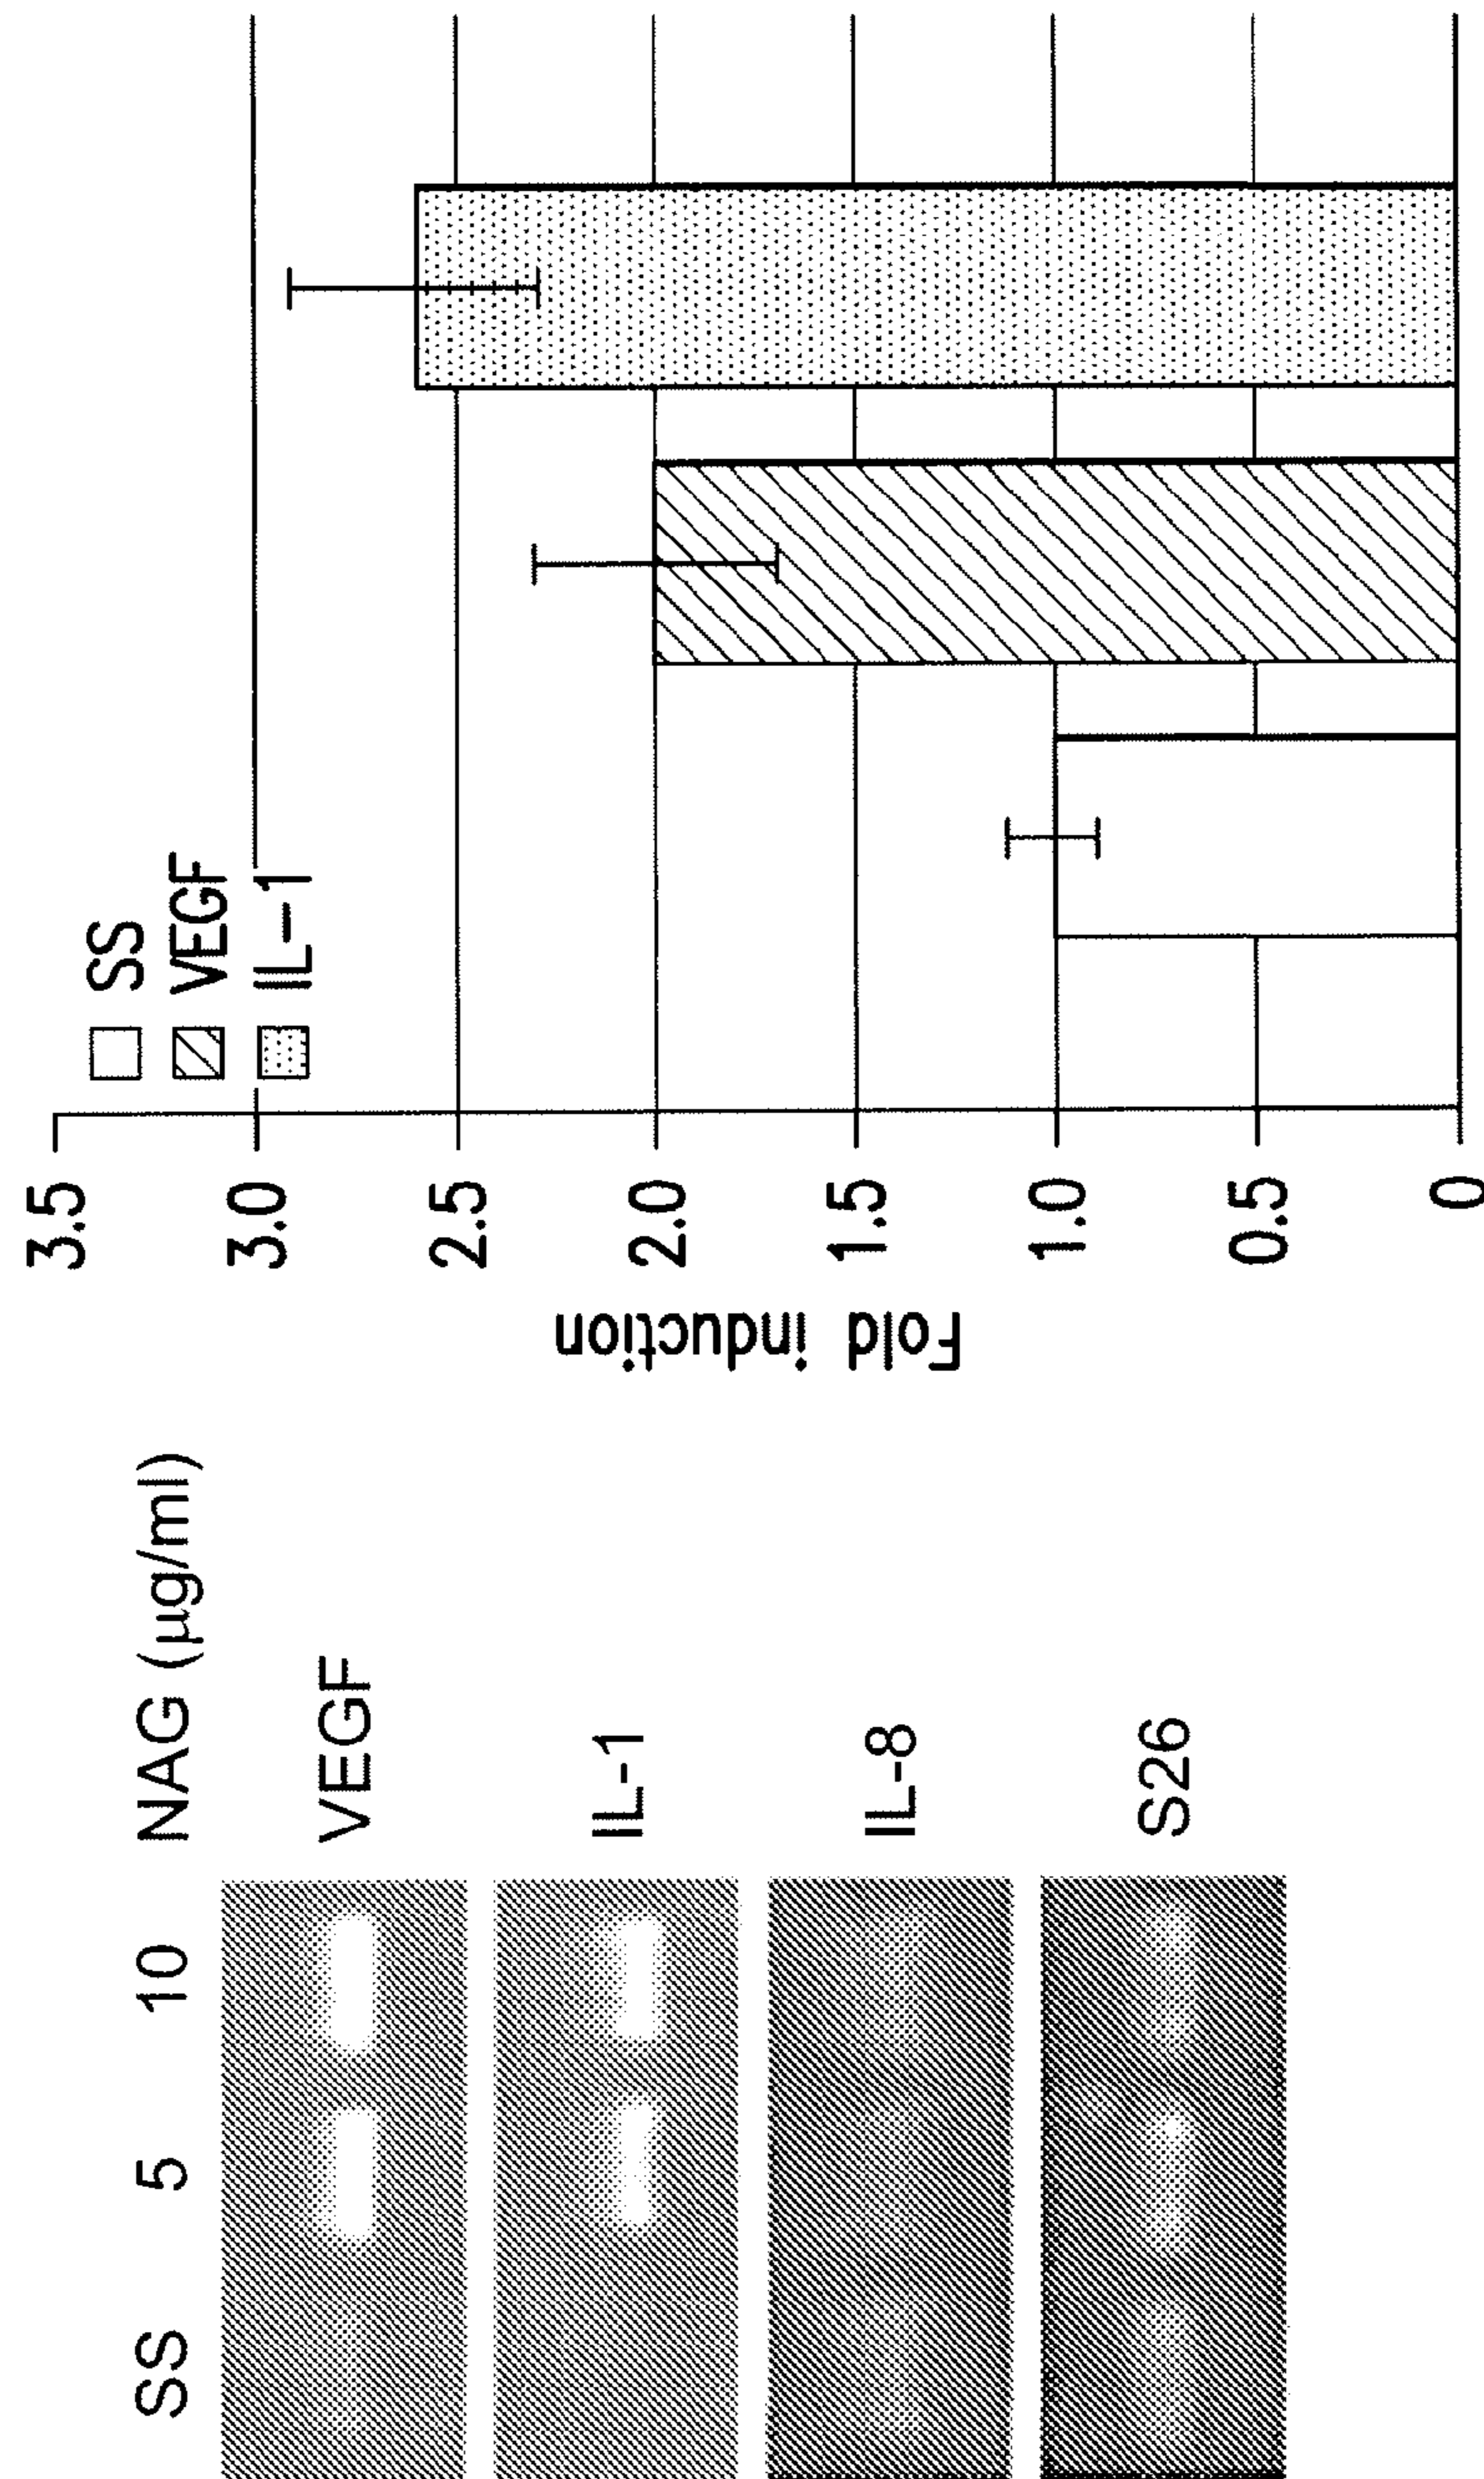 SS 5 10 NAG (µg/ml)
VEGF
IL-1
IL-8
S26
Fold induction
3.5
3.0
2.5
2.0
1.5
1.0
0.5
0
SS
VEGF
IL-1